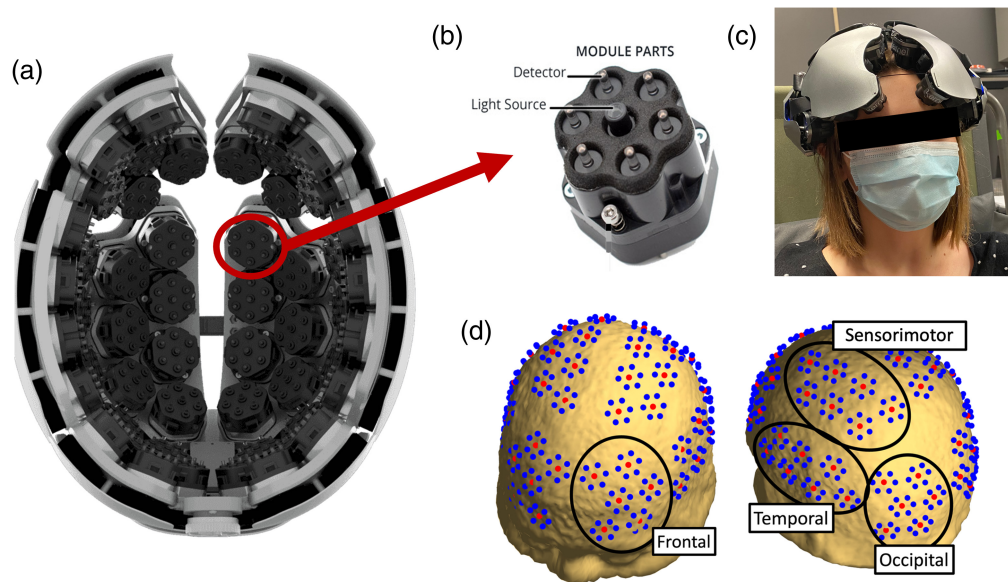 (a)
(b)
MODULE PARTS
Detector
Light Source
(c)
(d)
Frontal
Sensorimotor
Temporal
Occipital